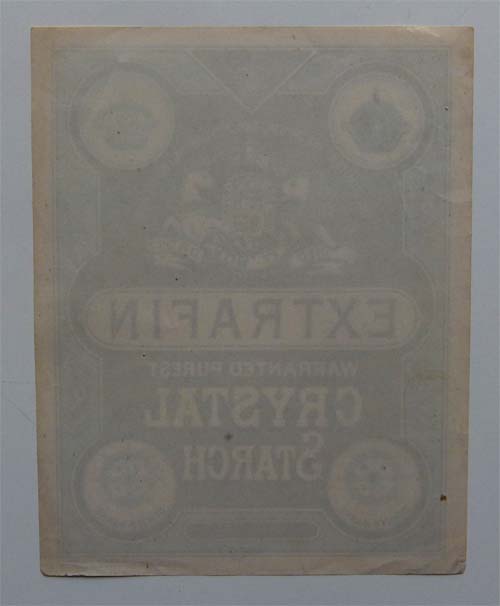 EXTRAFIN
WARRANTED PUREST
CRYSTAL
STARCH